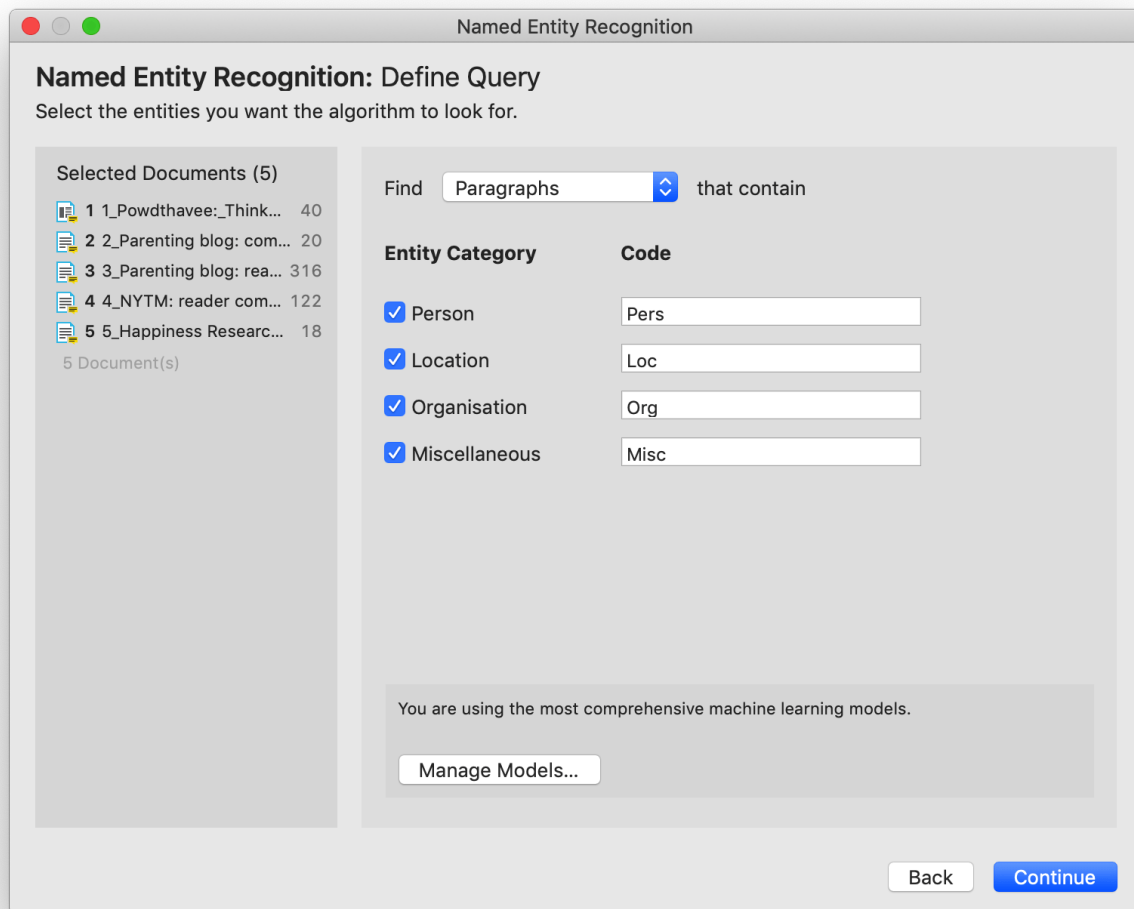 Named Entity Recognition
Named Entity Recognition: Define Query
Select the entities you want the algorithm to look for.
Selected Documents (5)
1 1_Powdthavee:_Think... 40
2 2_Parenting blog: com... 20
3 3_Parenting blog: rea... 316
4 4_NYTM: reader com... 122
5 5_Happiness Researc... 18
5 Document(s)
Find Paragraphs that contain
Entity Category Code
Person Pers
Location Loc
Organisation Org
Miscellaneous Misc
You are using the most comprehensive machine learning models.
Manage Models...
Back Continue